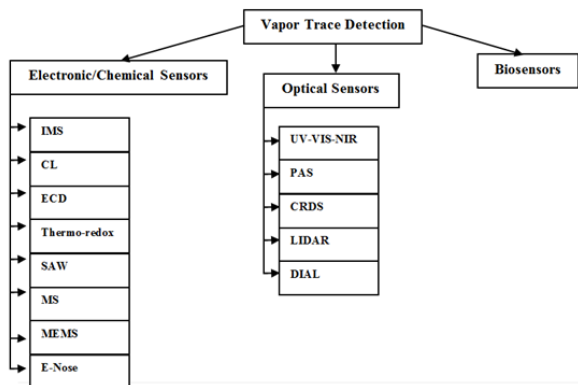 Vapor Trace Detection
Electronic/Chemical Sensors
Optical Sensors
Biosensors
IMS
CL
ECD
Thermo-redox
SAW
MS
MEMS
E-Nose
UV-VIS-NIR
PAS
CRDS
LIDAR
DIAL